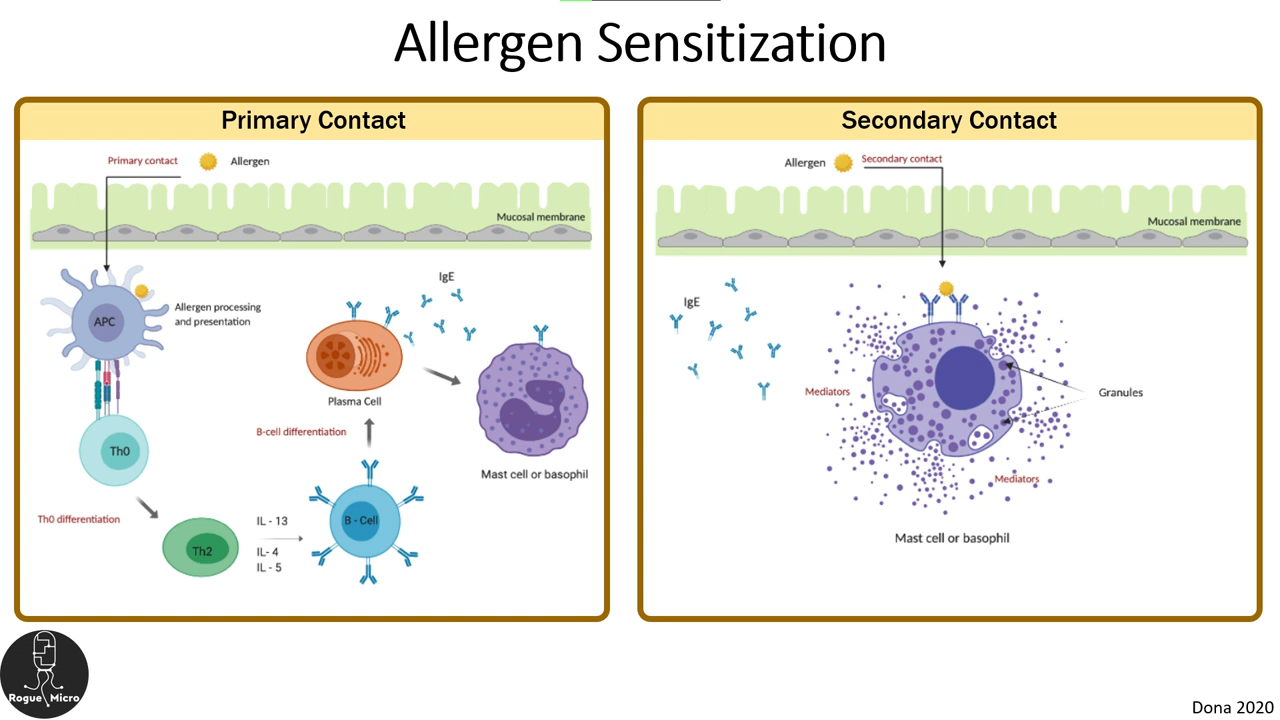 Allergen Sensitization
Primary Contact
Primary contact
Allergen
Mucosal membrane
APC
Allergen processing
and presentation
IgE
Plasma Cell
B-cell differentiation
Mast cell or basophil
Th0
Th0 differentiation
Th2
IL - 13
IL- 4
IL - 5
B - Cell
Secondary Contact
Allergen
Secondary contact
Mucosal membrane
IgE
Mediators
Granules
Mediators
Mast cell or basophil
Rogue Micro
Dona 2020